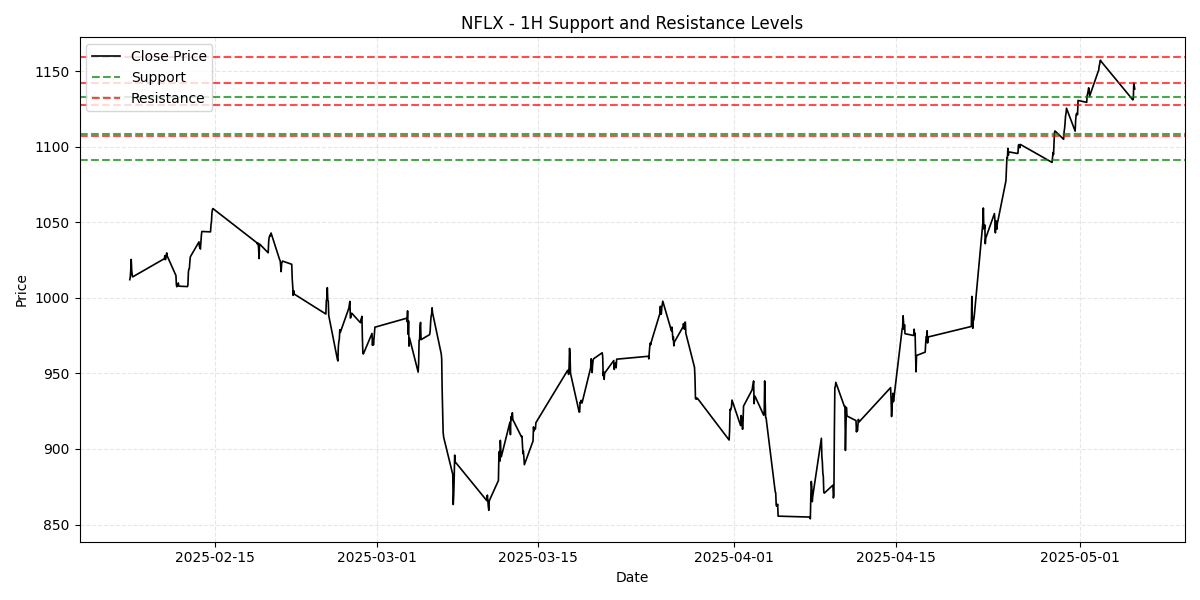 NFLX - 1H Support and Resistance Levels
Close Price
Support
Resistance
Price
1150
1100
1050
1000
950
900
850
2025-02-15
2025-03-01
2025-03-15
2025-04-01
2025-04-15
2025-05-01
Date